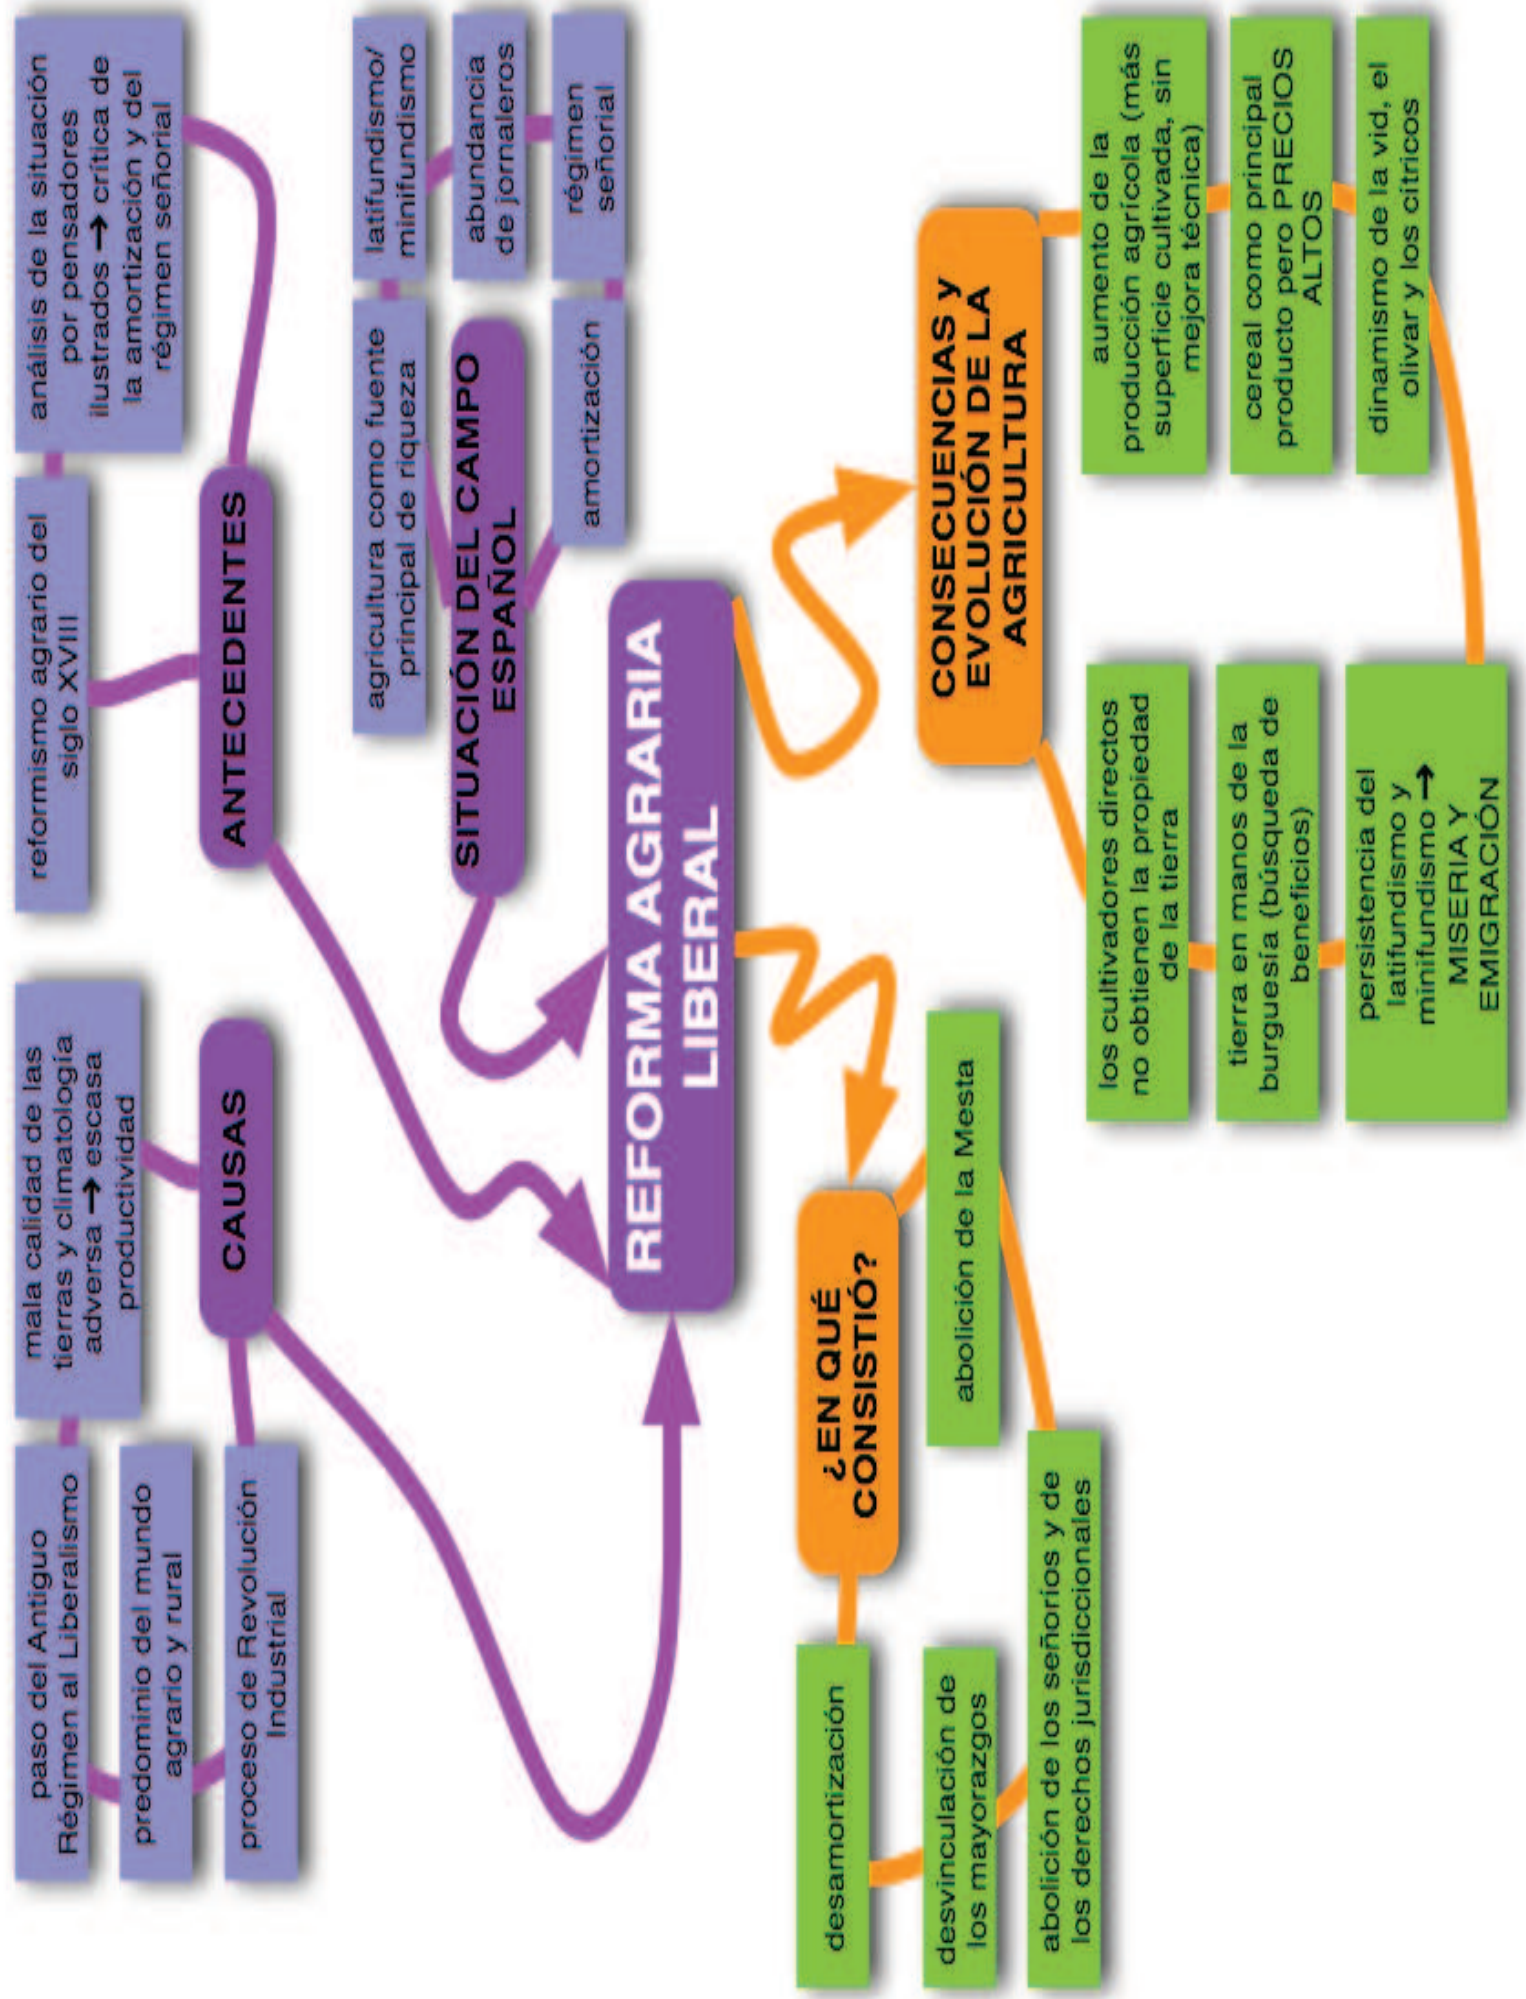 paso del Antiguo
Régimen al Liberalismo
predominio del mundo
agrario y rural
proceso de Revolución
Industrial
mala calidad de las
tierras y climatología
adversa → escasa
productividad
CAUSAS
reformismo agrario del
siglo XVIII
análisis de la situación
por pensadores
ilustrados → crítica de
la amortización y del
régimen señorial
ANTECEDENTES
agricultura como fuente
principal de riqueza
latifundismo/
minifundismo
abundancia
de jornaleros
régimen
señorial
amortización
SITUACIÓN DEL CAMPO
ESPAÑOL
REFORMA AGRARIA
LIBERAL
¿EN QUÉ
CONSISTIÓ?
desamortización
desvinculación de
los mayorazgos
abolición de los señoríos y de
los derechos jurisdiccionales
abolición de la Mesta
CONSECUENCIAS y
EVOLUCIÓN DE LA
AGRICULTURA
los cultivadores directos
no obtienen la propiedad
de la tierra
tierra en manos de la
burguesía (búsqueda de
beneficios)
persistencia del
latifundismo y
minifundismo →
MISERIA Y
EMIGRACIÓN
aumento de la
producción agrícola (más
superficie cultivada, sin
mejora técnica)
cereal como principal
producto pero PRECIOS
ALTOS
dinamismo de la vid, el
olivar y los cítricos